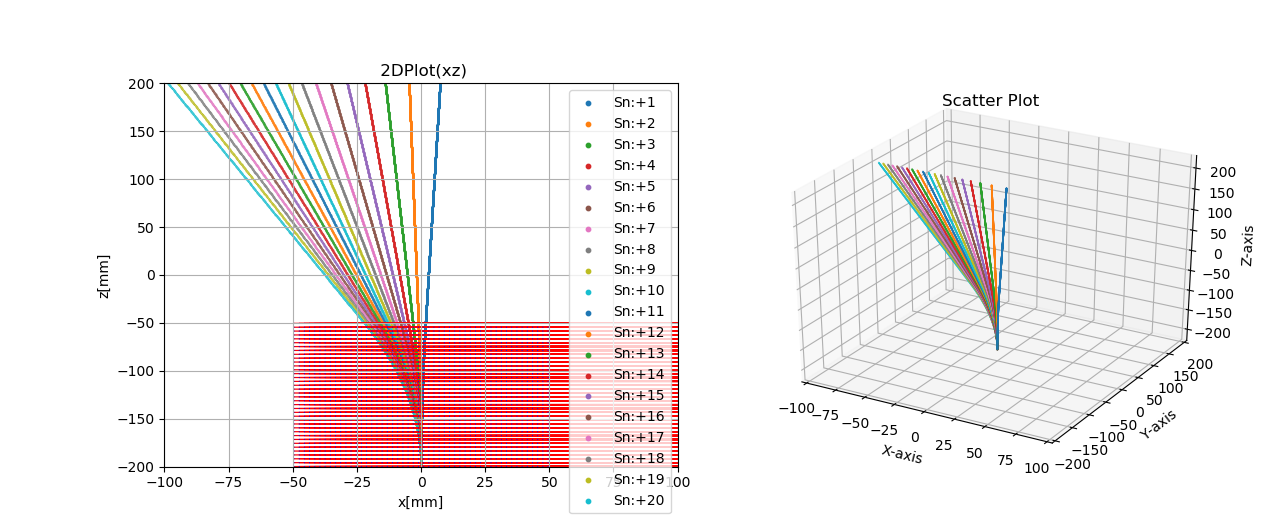 2DPlot(xz)
200
150
100
50
0
−50
−100
−150
−200
z[mm]
−100
−75
−50
−25
0
25
50
75
100
x[mm]
Sn:+1
Sn:+2
Sn:+3
Sn:+4
Sn:+5
Sn:+6
Sn:+7
Sn:+8
Sn:+9
Sn:+10
Sn:+11
Sn:+12
Sn:+13
Sn:+14
Sn:+15
Sn:+16
Sn:+17
Sn:+18
Sn:+19
Sn:+20
Scatter Plot
200
150
100
50
0
−50
−100
−150
−200
Z-axis
200
150
100
50
0
−50
−100
−150
−200
Y-axis
−100
−75
−50
−25
0
25
50
75
100
X-axis